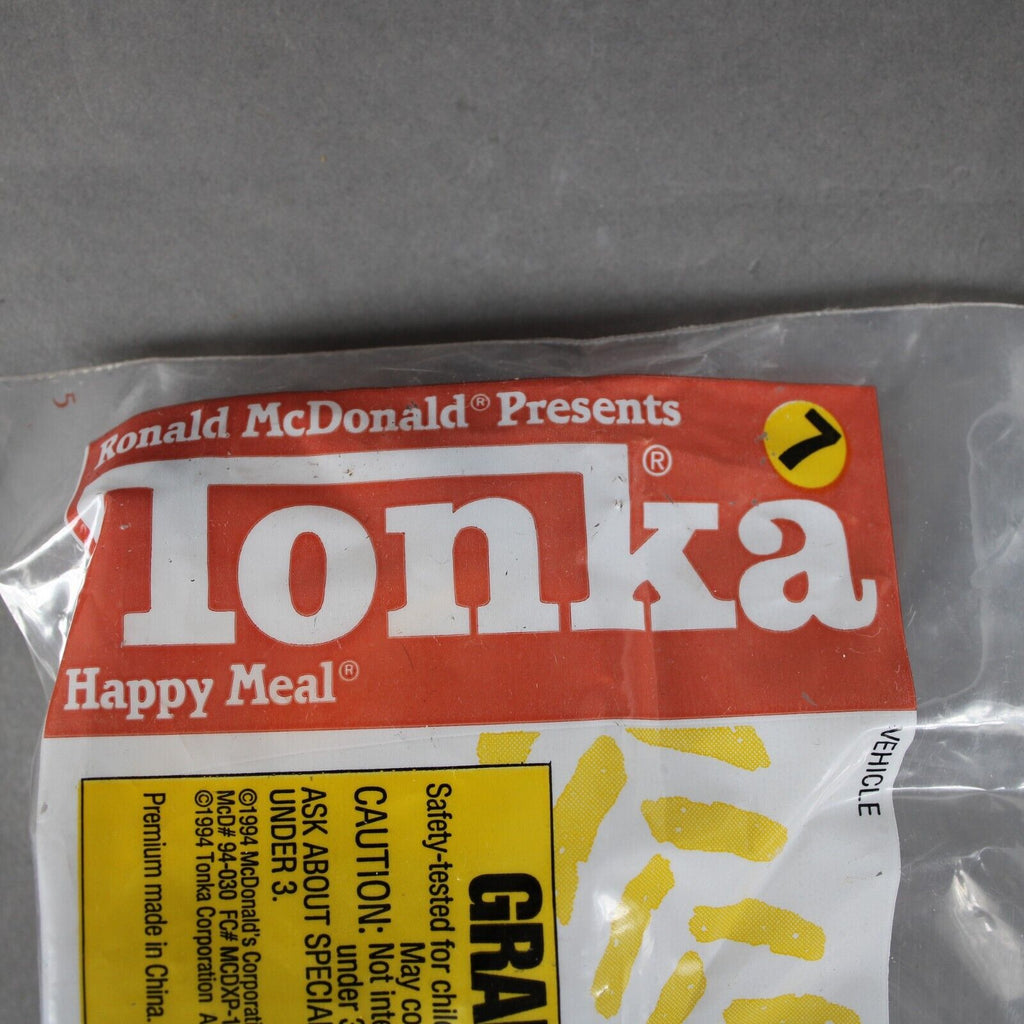 5
Ronald McDonald® Presents
7
Tonka®
Happy Meal®
VEHICLE
GRA
Safety-tested for chil
May co
CAUTION: Not inte
under 3
ASK ABOUT SPECIA
UNDER 3.
©1994 McDonald's Corporati
McD# 94-030 FC# MCDXP-1
©1994 Tonka Corporation A
Premium made in China.